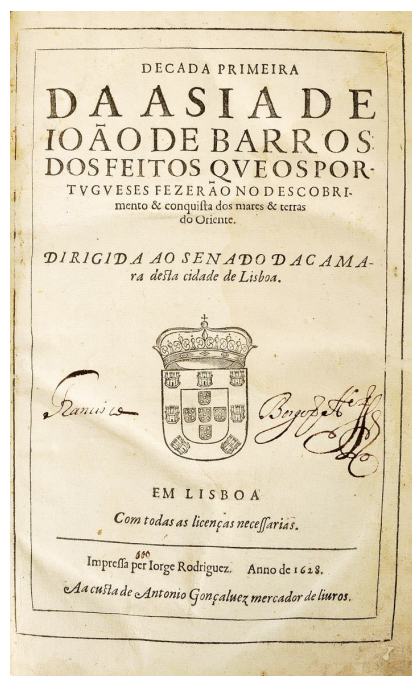 DECADA PRIMEIRA
DA ASIA DE
IOÃO DE BARROS:
DOS FEITOS QVE OS POR-
TVGVESES FEZERÃO NO DESCOBRI-
mento & conquiſta dos mares & terras
do Oriente.
DIRIGIDA AO SENADO DA CAMA-
ra deſta cidade de Lisboa.
Francisco
EM LISBOA
Com todas as licenças neceſſarias.
Impreſſa per Iorge Rodriguez. Anno de 1628.
Aa cuſta de Antonio Gonçaluez mercador de liuros.